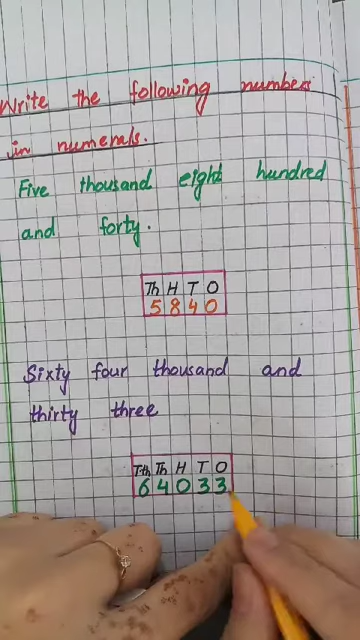 Write the following numbers
in numerals.
Five thousand eight hundred
and forty.
Th H T O
5 8 4 0
Sixty four thousand and
thirty three
T.th Th H T O
6 4 0 3 3